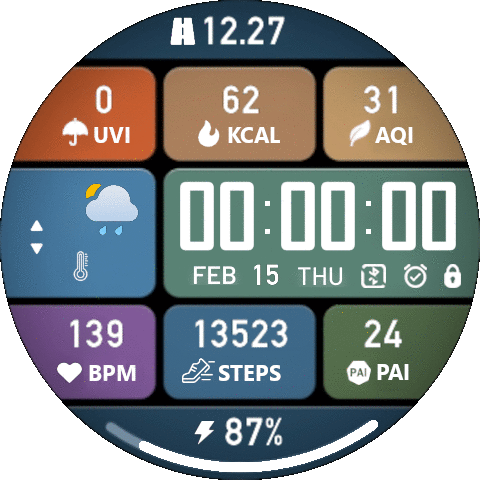 12.27
0 62 31
UVI KCAL AQI
00:00:00
FEB 15 THU
139 13523 24
BPM STEPS PAI PAI
87%